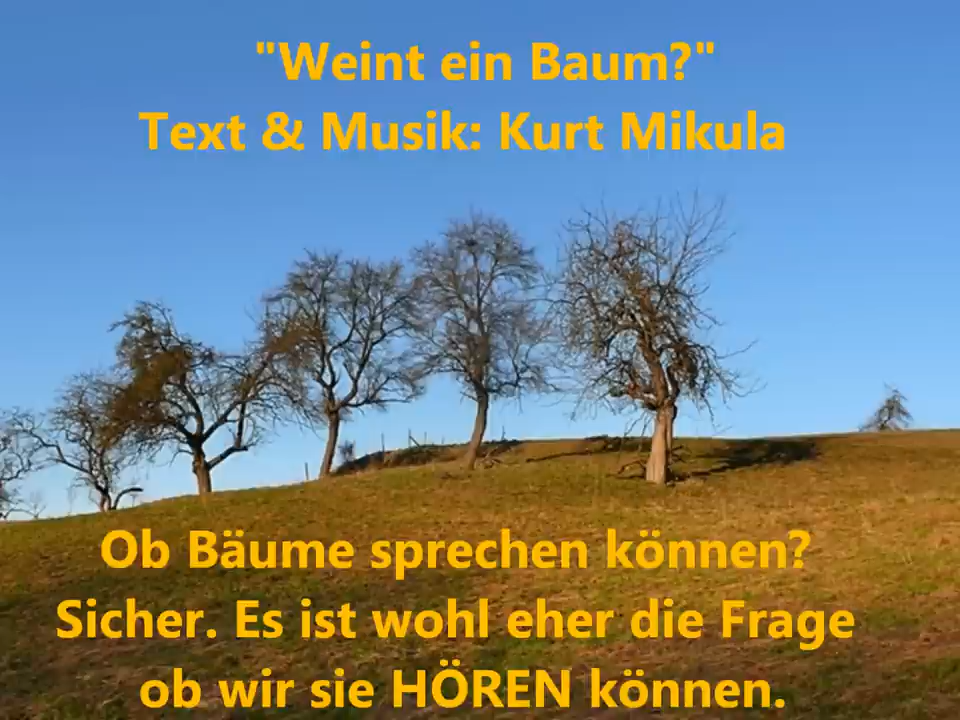 "Weint ein Baum?"
Text & Musik: Kurt Mikula
Ob Bäume sprechen können?
Sicher. Es ist wohl eher die Frage
ob wir sie HÖREN können.